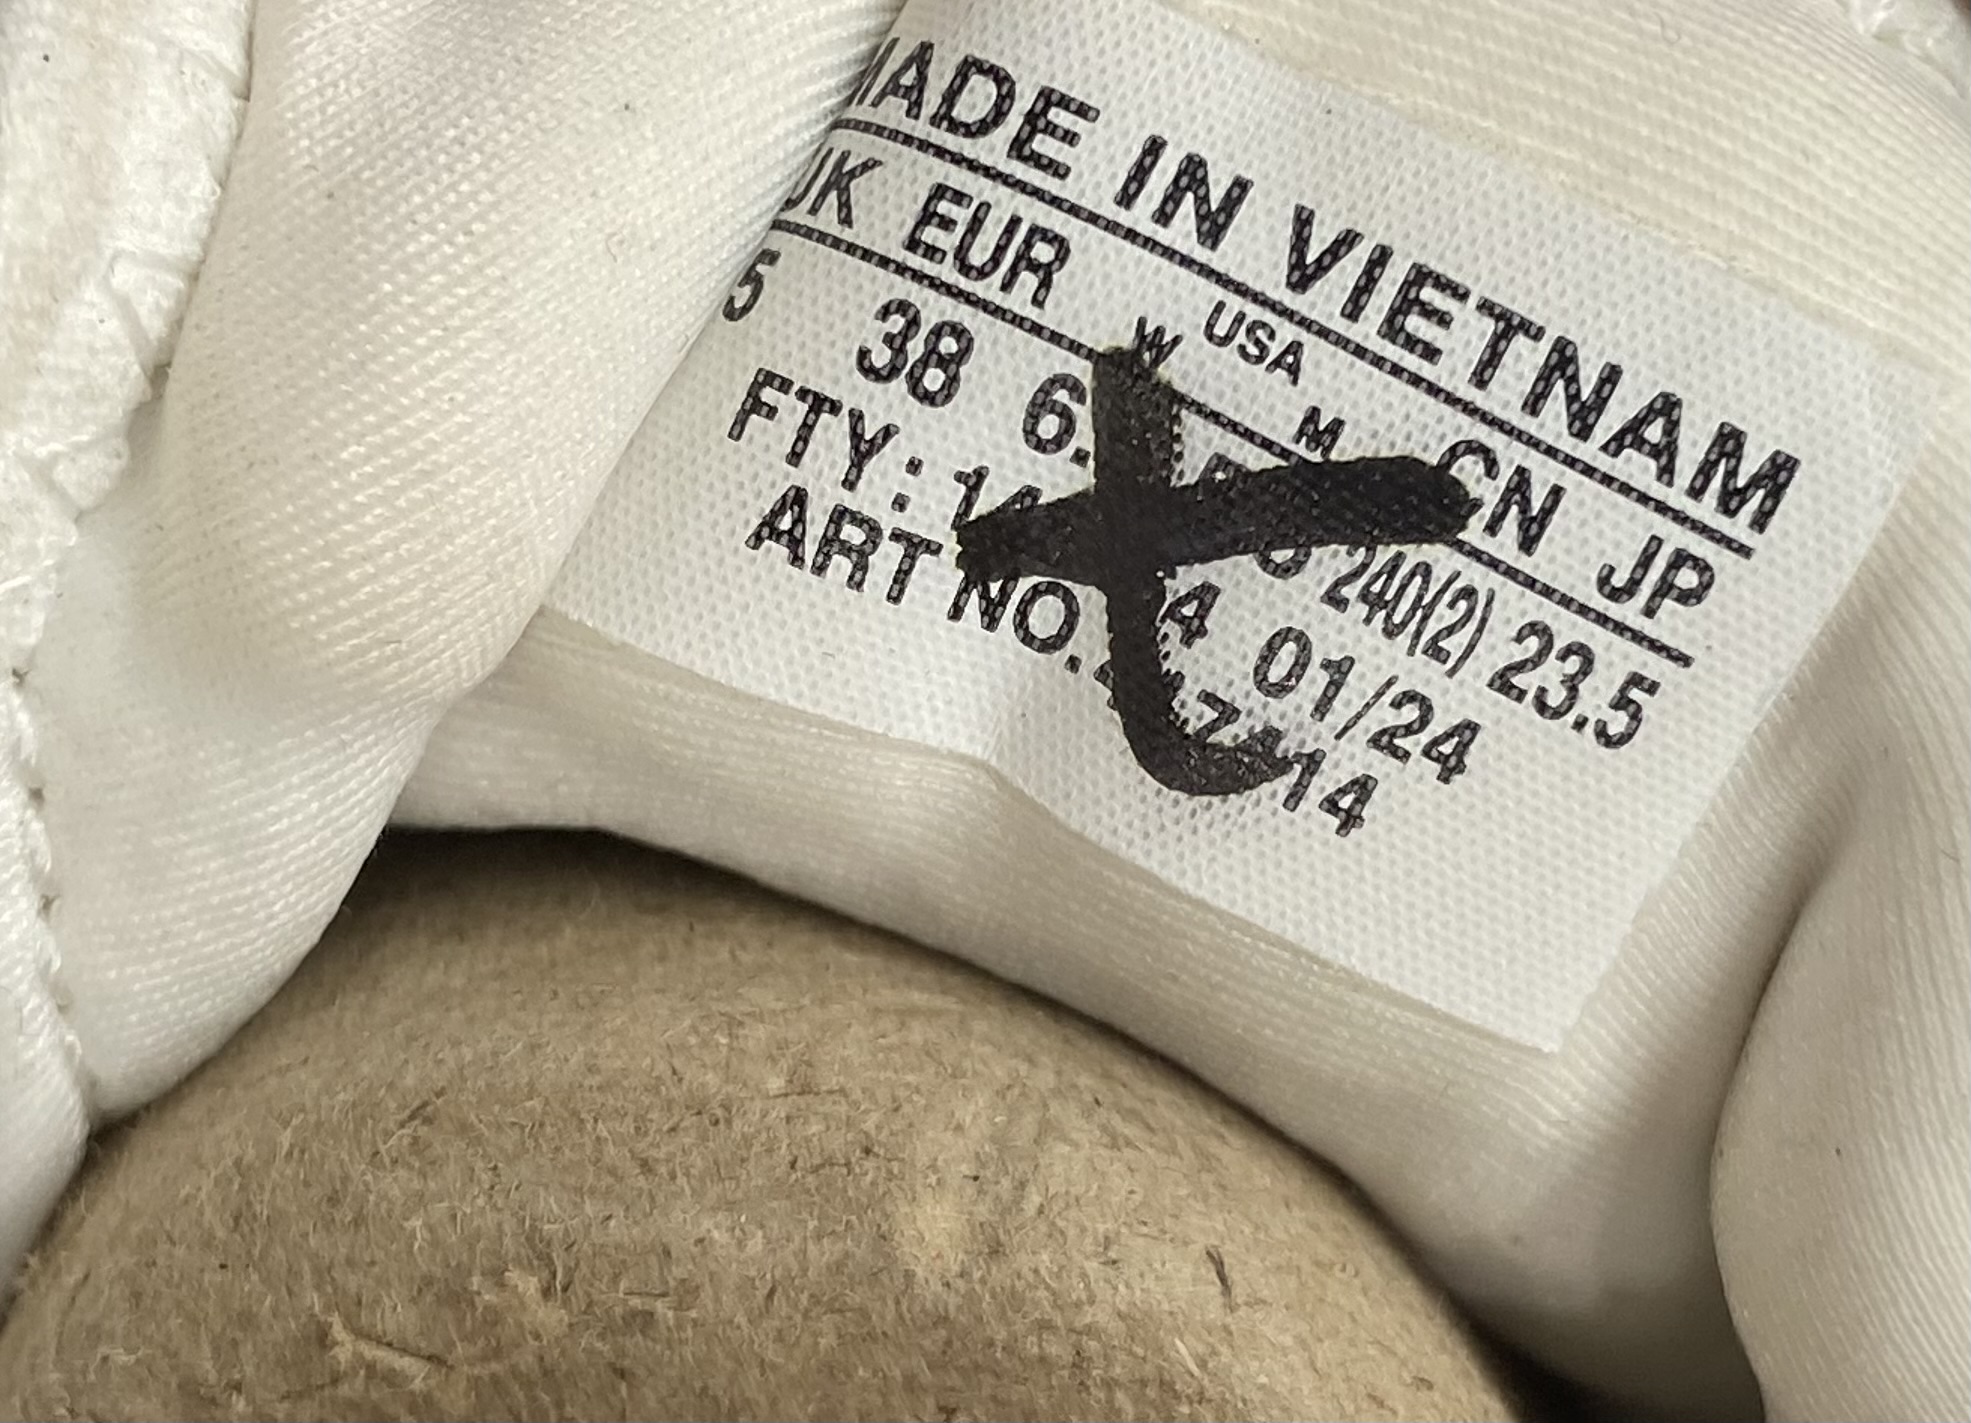 MADE IN VIETNAM
UK EUR W USA M CN JP
5 38 240(2) 23.5
FTY: 01/24
ART NO.